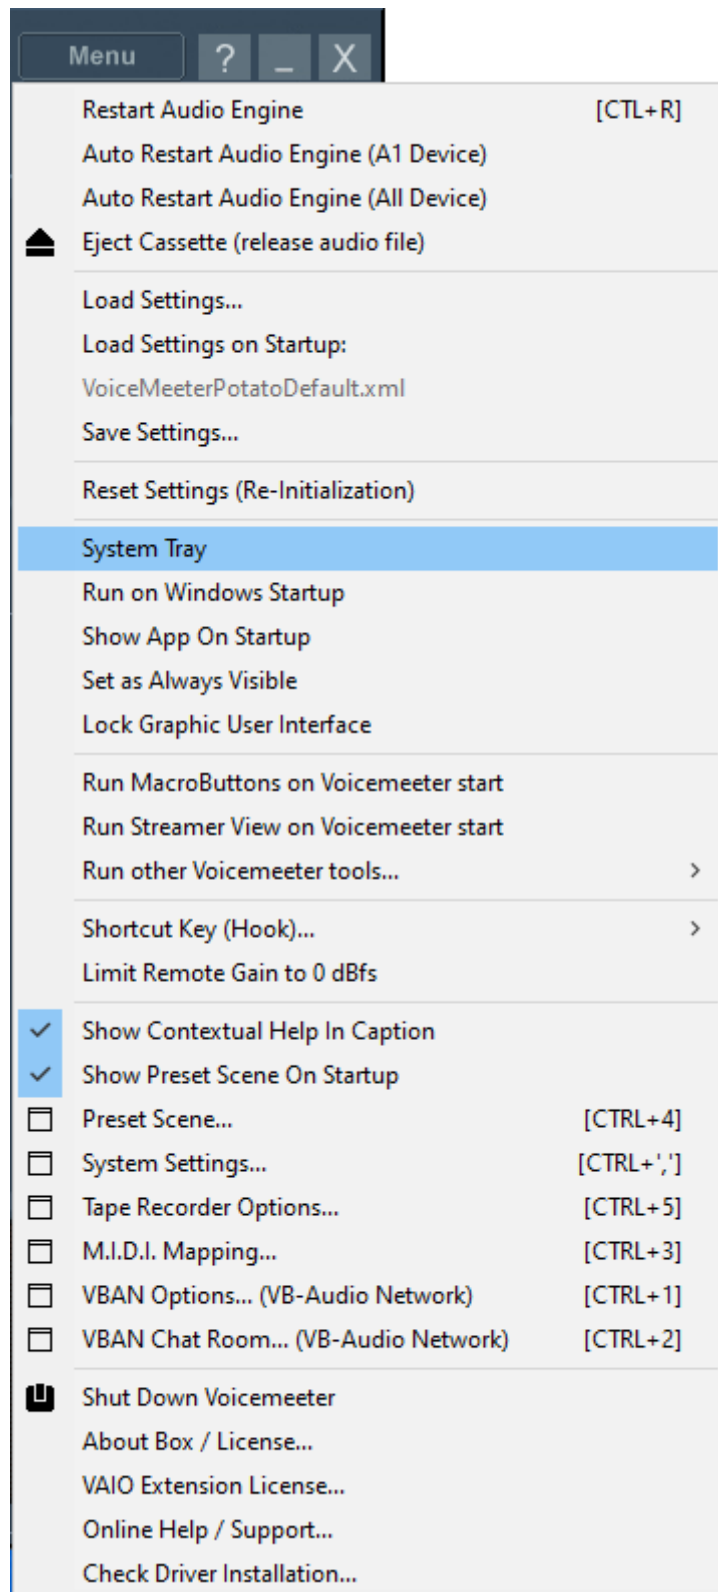 Menu ? _ X
Restart Audio Engine [CTL+R]
Auto Restart Audio Engine (A1 Device)
Auto Restart Audio Engine (All Device)
Eject Cassette (release audio file)
Load Settings...
Load Settings on Startup:
VoiceMeeterPotatoDefault.xml
Save Settings...
Reset Settings (Re-Initialization)
System Tray
Run on Windows Startup
Show App On Startup
Set as Always Visible
Lock Graphic User Interface
Run MacroButtons on Voicemeeter start
Run Streamer View on Voicemeeter start
Run other Voicemeeter tools...
Shortcut Key (Hook)...
Limit Remote Gain to 0 dBfs
Show Contextual Help In Caption
Show Preset Scene On Startup
Preset Scene... [CTRL+4]
System Settings... [CTRL+',']
Tape Recorder Options... [CTRL+5]
M.I.D.I. Mapping... [CTRL+3]
VBAN Options... (VB-Audio Network) [CTRL+1]
VBAN Chat Room... (VB-Audio Network) [CTRL+2]
Shut Down Voicemeeter
About Box / License...
VAIO Extension License...
Online Help / Support...
Check Driver Installation...